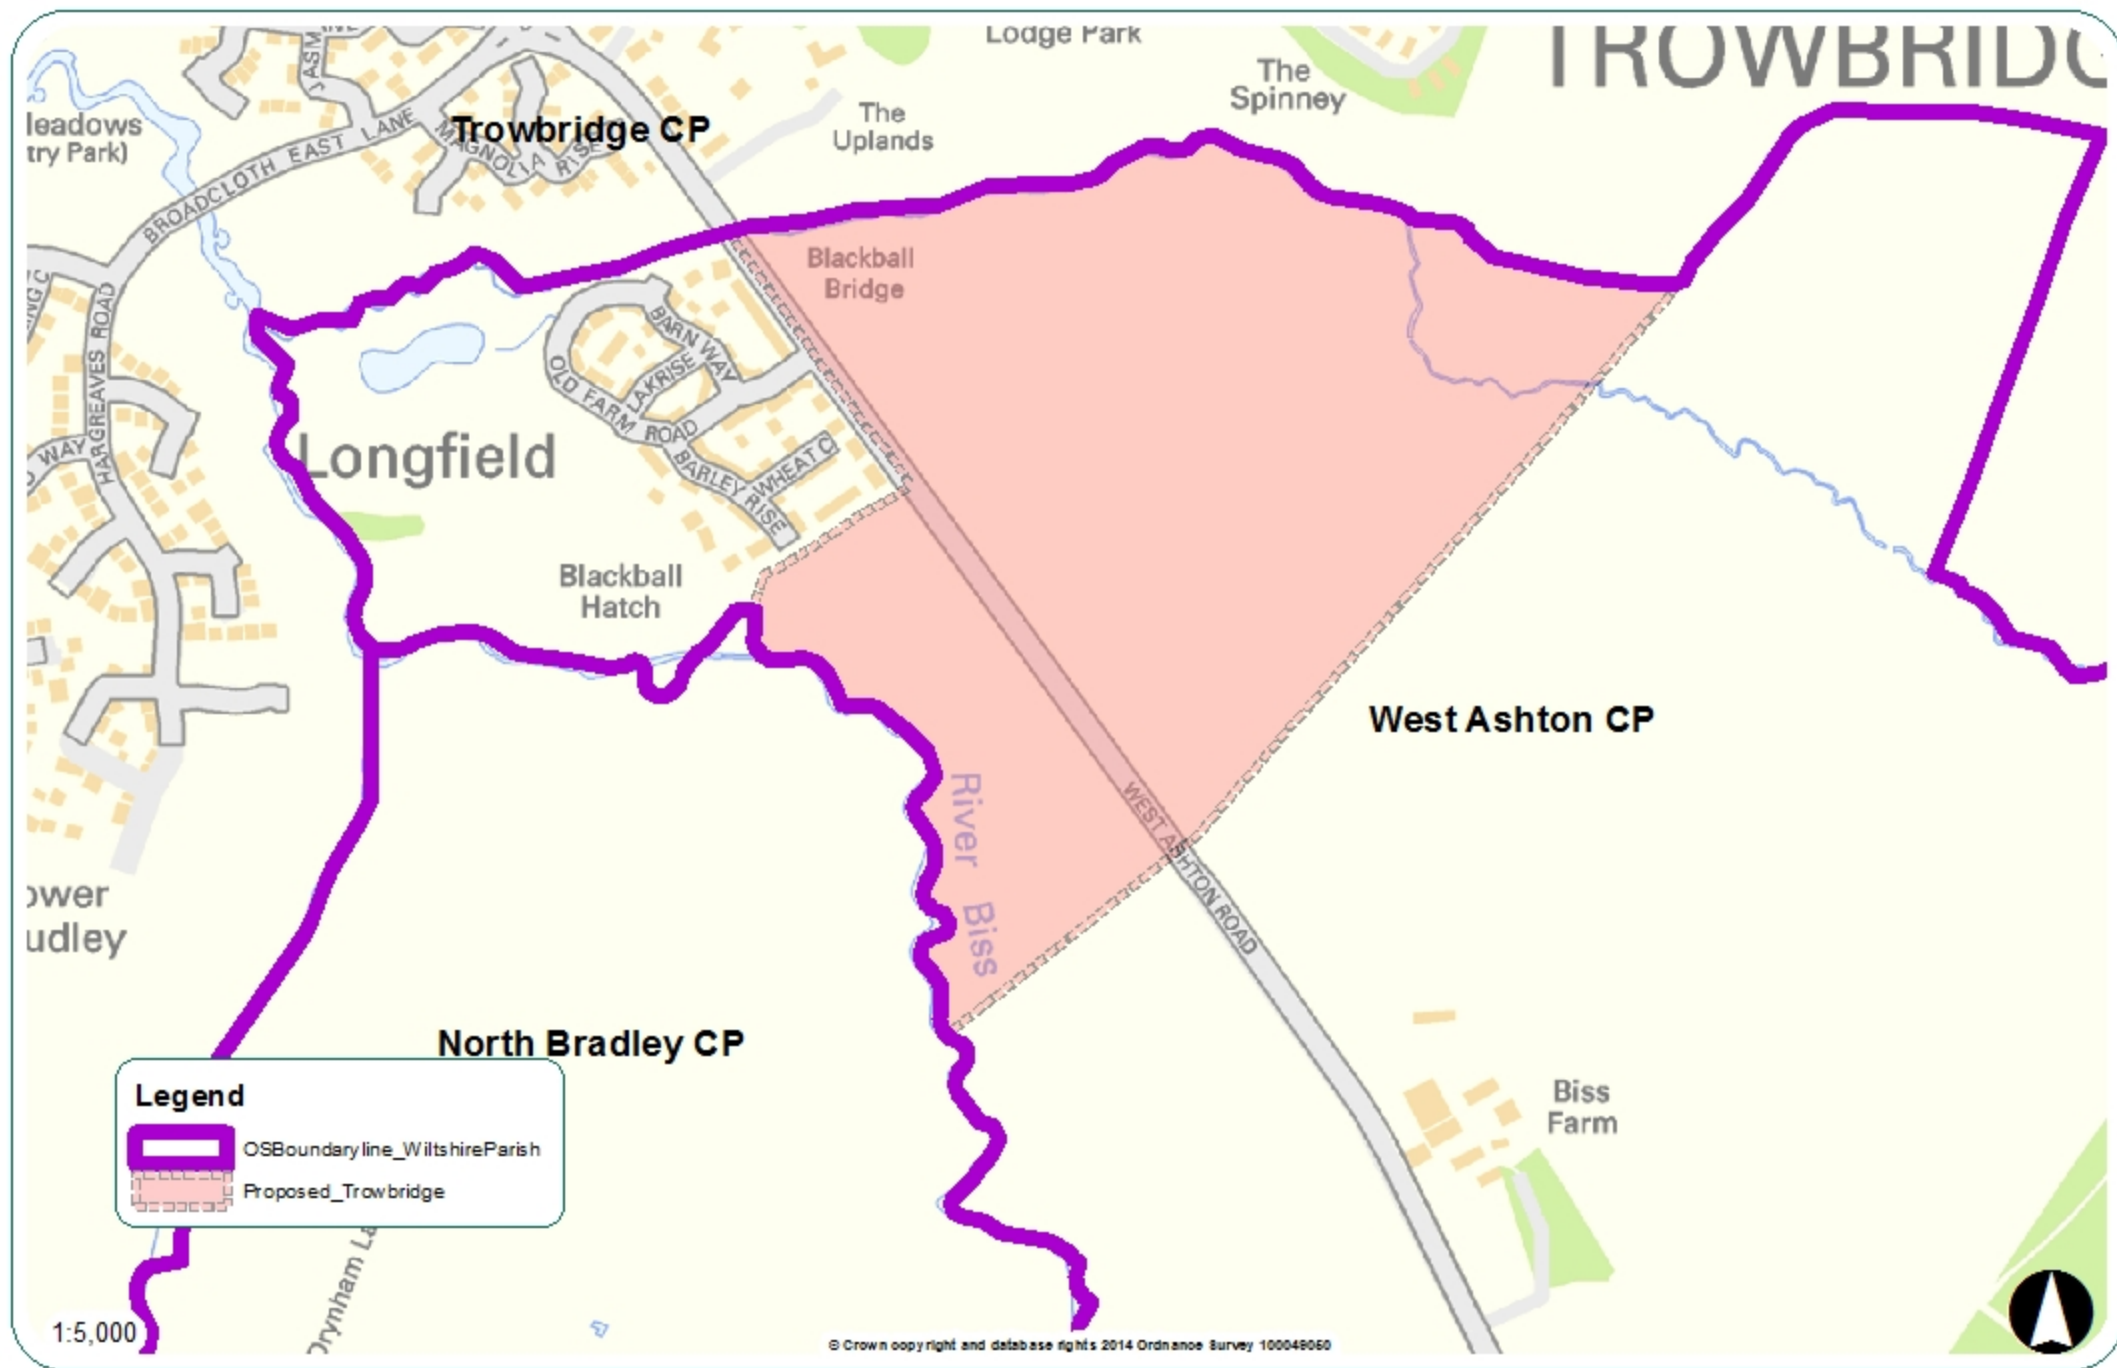 Lodge Park
TROWBRIDG
The
Spinney
The
Uplands
Trowbridge CP
leadows
try Park)
BROADCLOTH EAST LANE
MAGNOLIA RISE
JASM
Blackball
Bridge
HARGREAVES ROAD
WAY
BARN WAY
OLD FARM ROAD
BARLEY RISE
WHEAT C
Longfield
Blackball
Hatch
West Ashton CP
River Biss
WEST ASHTON ROAD
ower
udley
North Bradley CP
Biss
Farm
Legend
OSBoundaryline_WiltshireParish
Proposed_Trowbridge
Drynham La
1:5,000
© Crown copyright and database rights 2014 Ordnance Survey 100049050